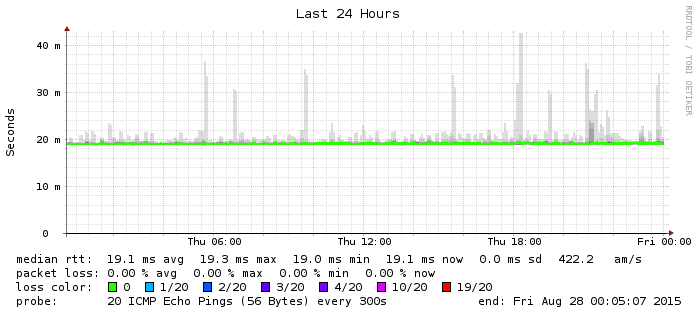 Last 24 Hours
RRDTOOL / TOBI OETIKER
Seconds
40 m
30 m
20 m
10 m
0
Thu 06:00 Thu 12:00 Thu 18:00 Fri 00:00
median rtt: 19.1 ms avg 19.3 ms max 19.0 ms min 19.1 ms now 0.0 ms sd 422.2 am/s
packet loss: 0.00 % avg 0.00 % max 0.00 % min 0.00 % now
loss color: 0 1/20 2/20 3/20 4/20 10/20 19/20
probe: 20 ICMP Echo Pings (56 Bytes) every 300s end: Fri Aug 28 00:05:07 2015